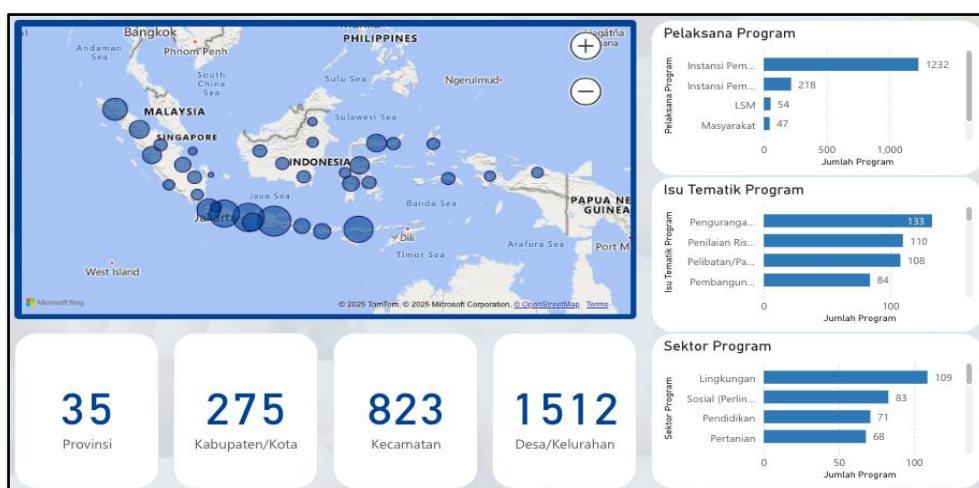 Bangkok
Andaman Sea
Phnom Penh
PHILIPPINES
South China Sea
Sulu Sea
Ngerulmud
MALAYSIA
SINGAPORE
Sulawesi Sea
INDONESIA
Java Sea
Jakarta
Banda Sea
PAPUA NE
GUINEA
Dili
Timor Sea
Arafura Sea
Port M
West Island
Microsoft Bing
© 2025 TomTom, © 2025 Microsoft Corporation, © OpenStreetMap Terms
35
Provinsi
275
Kabupaten/Kota
823
Kecamatan
1512
Desa/Kelurahan
Pelaksana Program
Pelaksana Program
Instansi Pem... 1232
Instansi Pem... 218
LSM 54
Masyarakat 47
0 500 1,000
Jumlah Program
Isu Tematik Program
Isu Tematik Program
Penguranga... 133
Penilaian Ris... 110
Pelibatan/Pa... 108
Pembangun... 84
0 100
Jumlah Program
Sektor Program
Sektor Program
Lingkungan 109
Sosial (Perlin... 83
Pendidikan 71
Pertanian 68
0 50 100
Jumlah Program